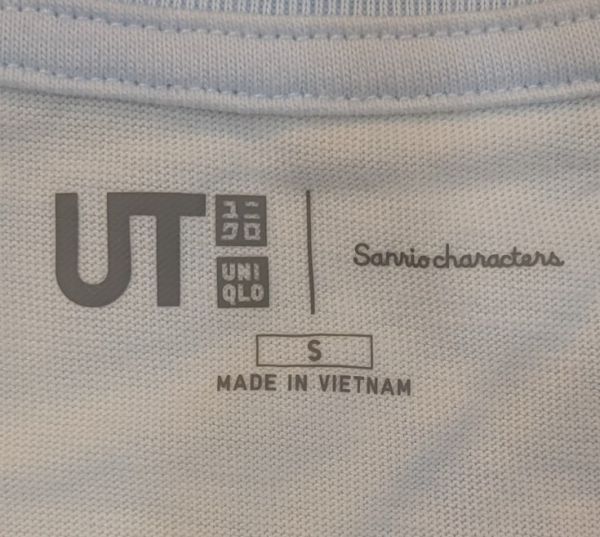 UT
ユニ
クロ
UNI
QLO
Sanrio characters
S
MADE IN VIETNAM